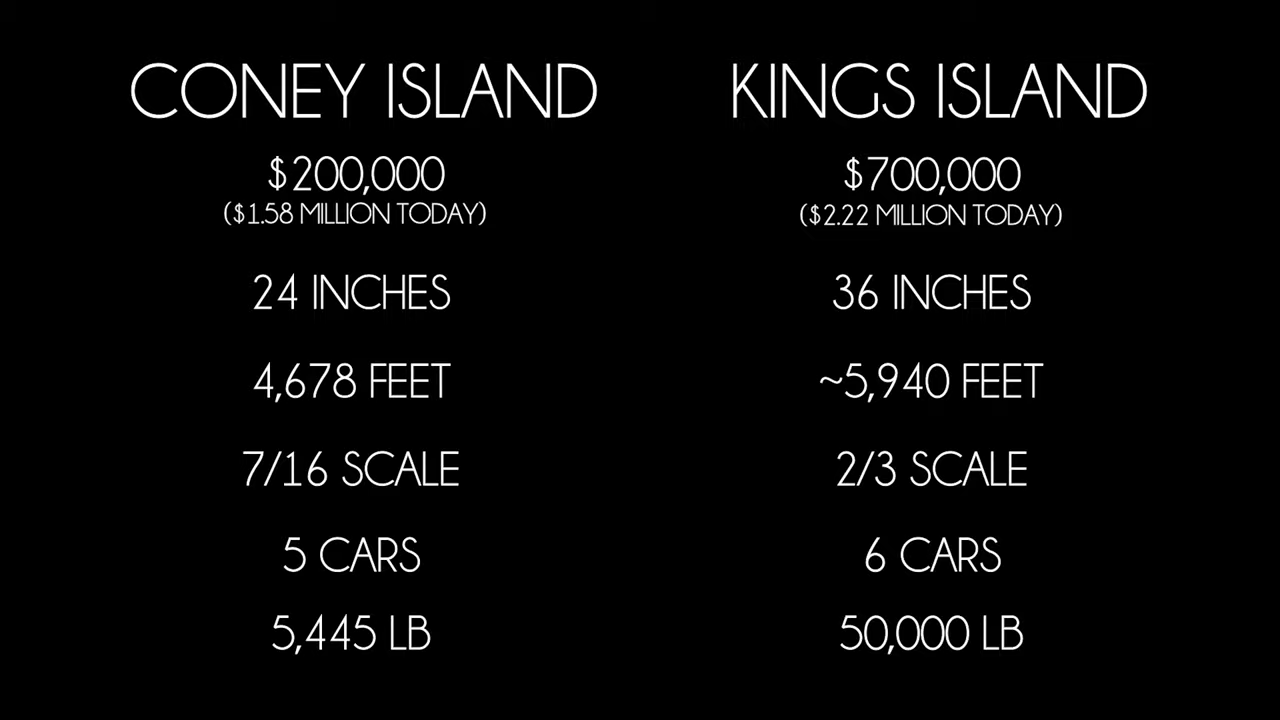 CONEY ISLAND
$200,000
($1.58 MILLION TODAY)
24 INCHES
4,678 FEET
7/16 SCALE
5 CARS
5,445 LB
KINGS ISLAND
$700,000
($2.22 MILLION TODAY)
36 INCHES
~5,940 FEET
2/3 SCALE
6 CARS
50,000 LB